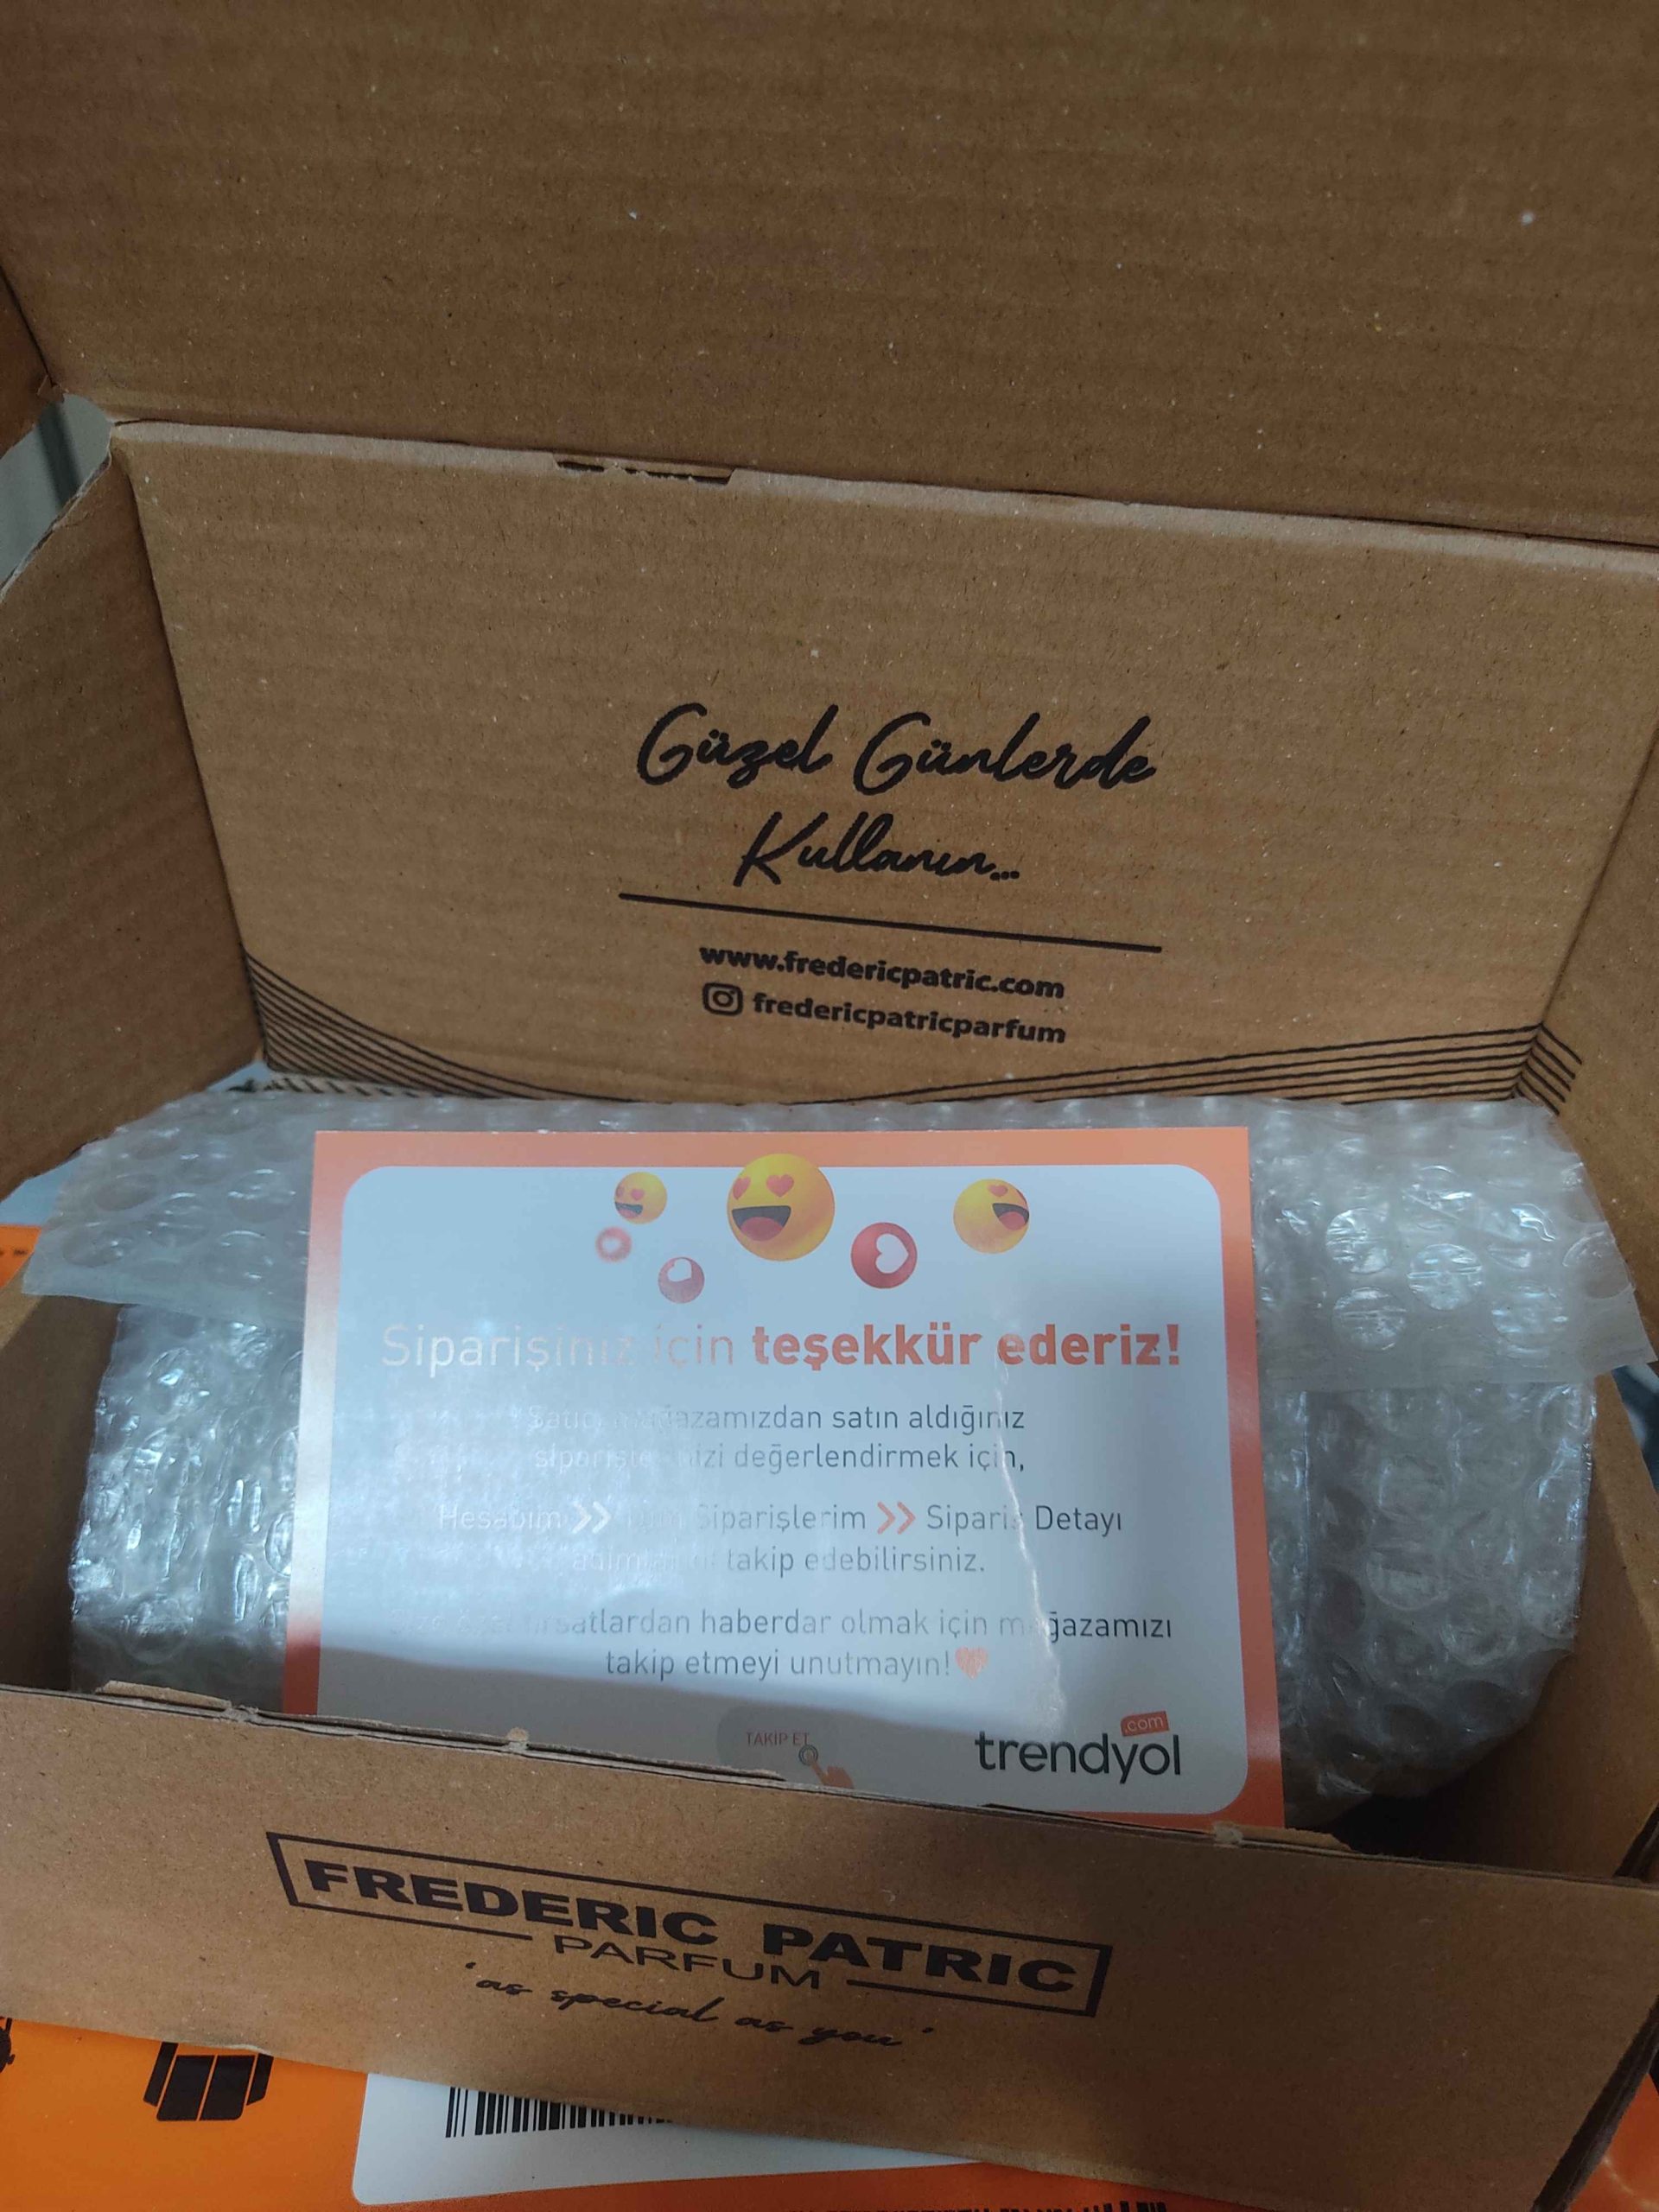 Güzel Günlerde
Kullanın...
www.fredericpatric.com
fredericpatricparfum
Siparişiniz için teşekkür ederiz!
satın aldığınız
değerlendirmek için,
Hesabım >> Siparişlerim >> Sipariş Detayı
takip edebilirsiniz.
haberdar olmak için mağazamızı
takip etmeyi unutmayın!
TAKİP ET
.com
trendyol
FREDERIC PATRIC
PARFUM
'as special as you'